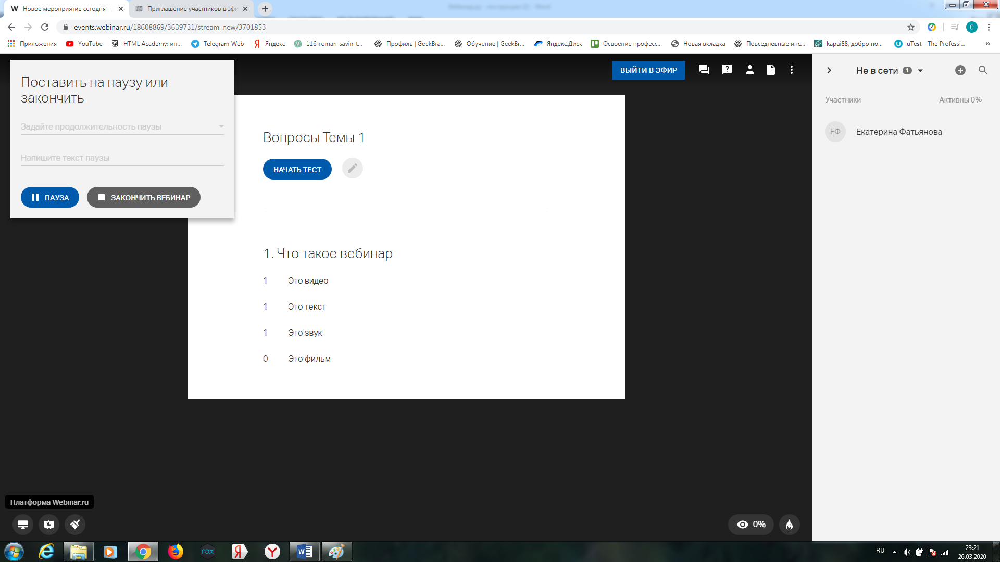 Новое мероприятие сегодня - п
Приглашение участников в эфи
events.webinar.ru/18608869/3639731/stream-new/3701853
С
Приложения
YouTube
HTML Academy: ин...
Telegram Web
Яндекс
116-roman-savin-t...
Профиль | GeekBra...
Обучение | GeekBr...
Яндекс.Диск
Освоение професс...
Новая вкладка
Повседневные инс...
kapai88, добро по...
uTest - The Professi...
»
Поставить на паузу или
закончить
Задайте продолжительность паузы
Напишите текст паузы
ПАУЗА
ЗАКОНЧИТЬ ВЕБИНАР
ВЫЙТИ В ЭФИР
Вопросы Темы 1
НАЧАТЬ ТЕСТ
1. Что такое вебинар
1 Это видео
1 Это текст
1 Это звук
0 Это фильм
Не в сети 1
Участники
Активны 0%
ЕФ
Екатерина Фатьянова
Платформа Webinar.ru
0%
nox
RU
23:21
26.03.2020